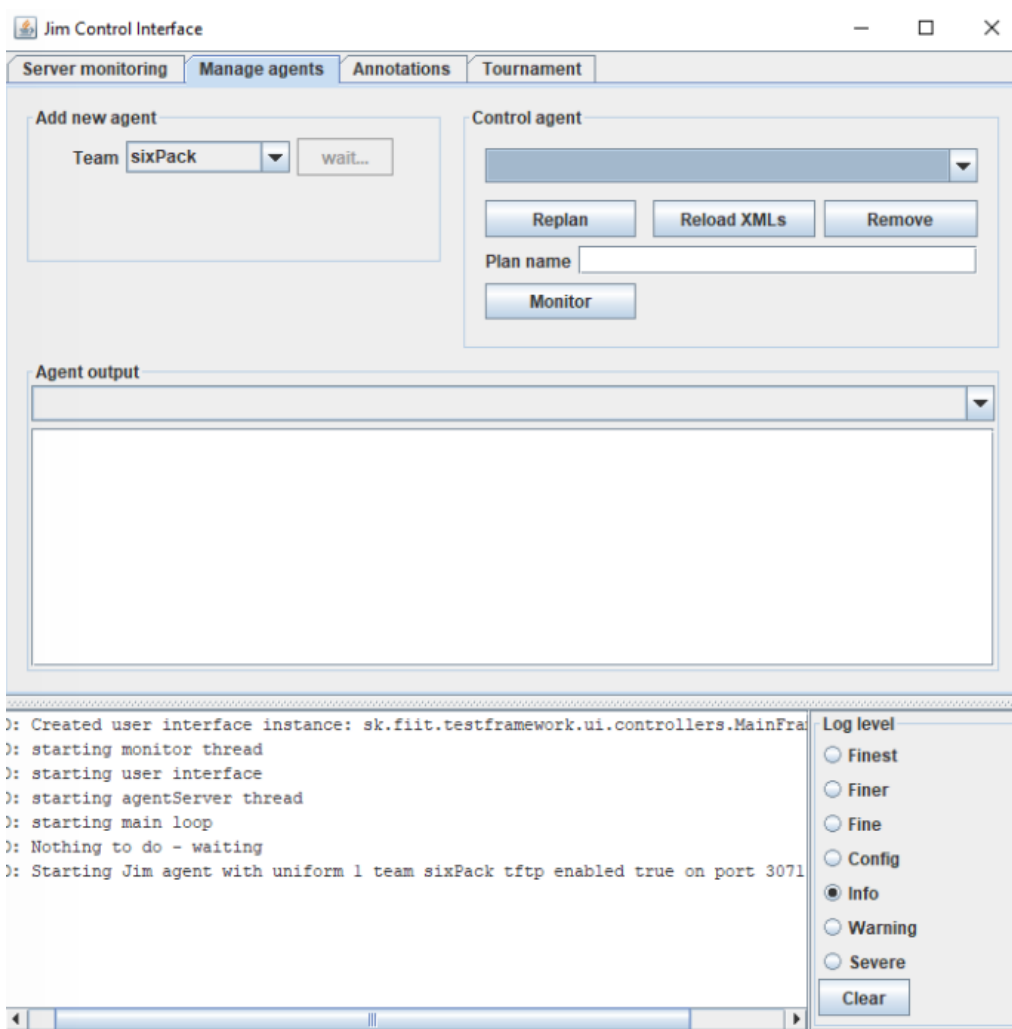 Jim Control Interface
Server monitoring Manage agents Annotations Tournament
Add new agent
Team sixPack wait...
Control agent
Replan Reload XMLs Remove
Plan name
Monitor
Agent output
): Created user interface instance: sk.fiit.testframework.ui.controllers.MainFra
): starting monitor thread
): starting user interface
): starting agentServer thread
): starting main loop
): Nothing to do - waiting
): Starting Jim agent with uniform 1 team sixPack tftp enabled true on port 3071
Log level
Finest
Finer
Fine
Config
Info
Warning
Severe
Clear